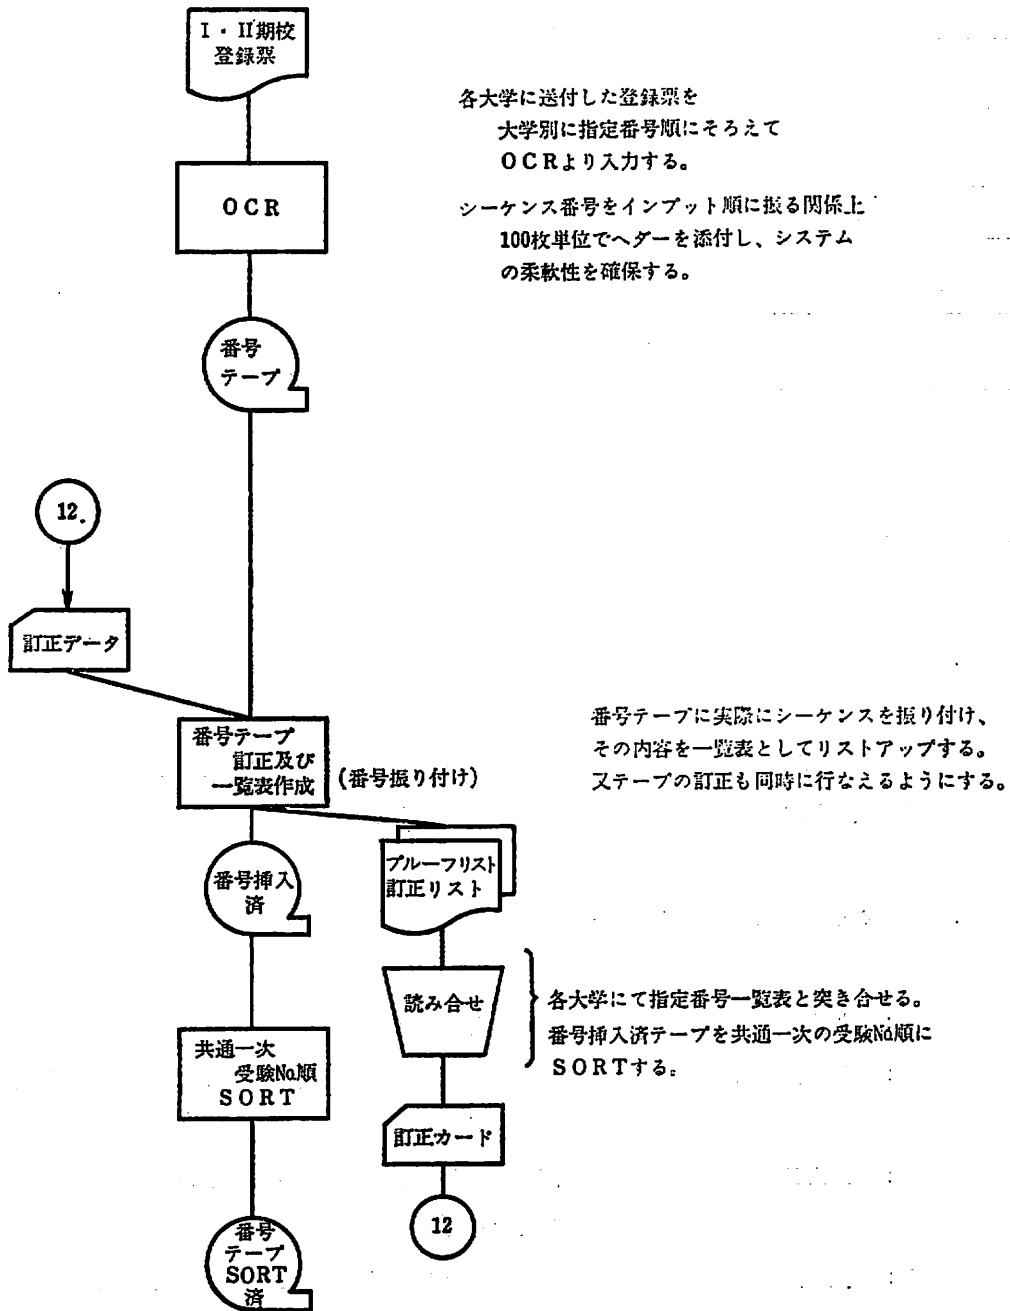 I・II期校
登録票
各大学に送付した登録票を
大学別に指定番号順にそろえて
OCRより入力する。
OCR
シーケンス番号をインプット順に振る関係上
100枚単位でヘダーを添付し、システム
の柔軟性を確保する。
番号
テープ
12.
訂正データ
番号テープ
訂正及び
一覧表作成
(番号振り付け)
番号テープに実際にシーケンスを振り付け、
その内容を一覧表としてリストアップする。
又テープの訂正も同時に行なえるようにする。
プルーフリスト
訂正リスト
番号挿入
済
読み合せ
各大学にて指定番号一覧表と突き合せる。
番号挿入済テープを共通一次の受験No.順に
SORTする。
共通一次
受験No.順
SORT
訂正カード
12
番号
テープ
SORT
済